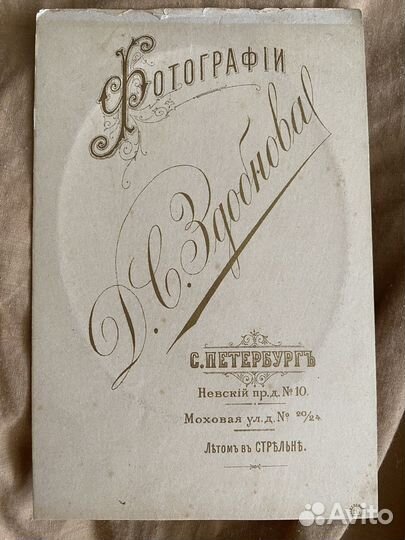 Фотографіи
Д. С. Здобнова
С. ПЕТЕРБУРГЪ
Невскій пр. д. № 10.
Моховая ул. д. № 20/24
Лѣтомъ въ СТРѢЛЬНѢ.
Avito